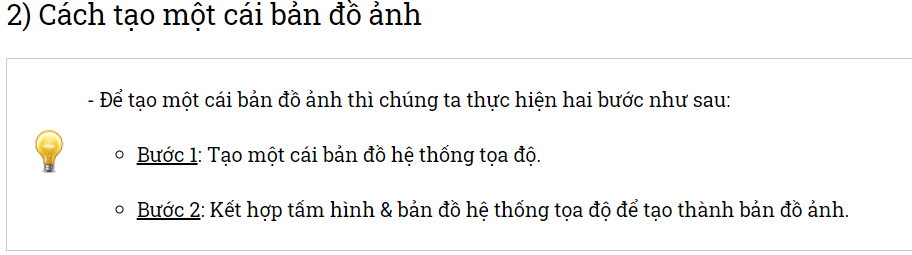 2) Cách tạo một cái bản đồ ảnh
- Để tạo một cái bản đồ ảnh thì chúng ta thực hiện hai bước như sau:
Bước 1: Tạo một cái bản đồ hệ thống tọa độ.
Bước 2: Kết hợp tấm hình & bản đồ hệ thống tọa độ để tạo thành bản đồ ảnh.